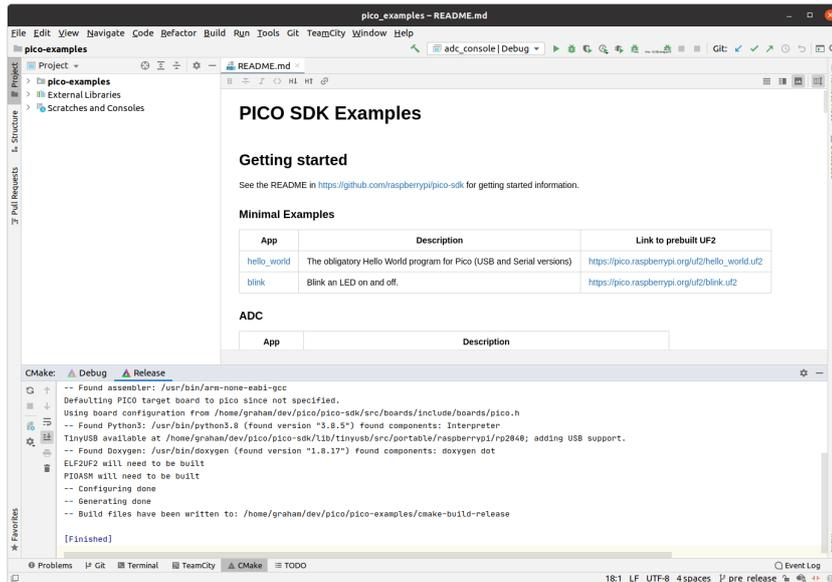 pico_examples – README.md
File Edit View Navigate Code Refactor Build Run Tools Git TeamCity Window Help
pico-examples
adc_console | Debug
Git:
Project
README.md
pico-examples
External Libraries
Scratches and Consoles
Project
Structure
Pull Requests
Favorites
PICO SDK Examples
Getting started
See the README in https://github.com/raspberrypi/pico-sdk for getting started information.
Minimal Examples
App Description Link to prebuilt UF2
hello_world The obligatory Hello World program for Pico (USB and Serial versions) https://pico.raspberrypi.org/uf2/hello_world.uf2
blink Blink an LED on and off. https://pico.raspberrypi.org/uf2/blink.uf2
ADC
App Description
CMake: Debug Release
-- Found assembler: /usr/bin/arm-none-eabi-gcc
Defaulting PICO target board to pico since not specified.
Using board configuration from /home/graham/dev/pico/pico-sdk/src/boards/include/boards/pico.h
-- Found Python3: /usr/bin/python3.8 (found version "3.8.5") found components: Interpreter
TinyUSB available at /home/graham/dev/pico/pico-sdk/lib/tinyusb/src/portable/raspberrypi/rp2040; adding USB support.
-- Found Doxygen: /usr/bin/doxygen (found version "1.8.17") found components: doxygen dot
ELF2UF2 will need to be built
PIOASM will need to be built
-- Configuring done
-- Generating done
-- Build files have been written to: /home/graham/dev/pico/pico-examples/cmake-build-release
[Finished]
Problems Git Terminal TeamCity CMake TODO Event Log
18:1 LF UTF-8 4 spaces pre_release